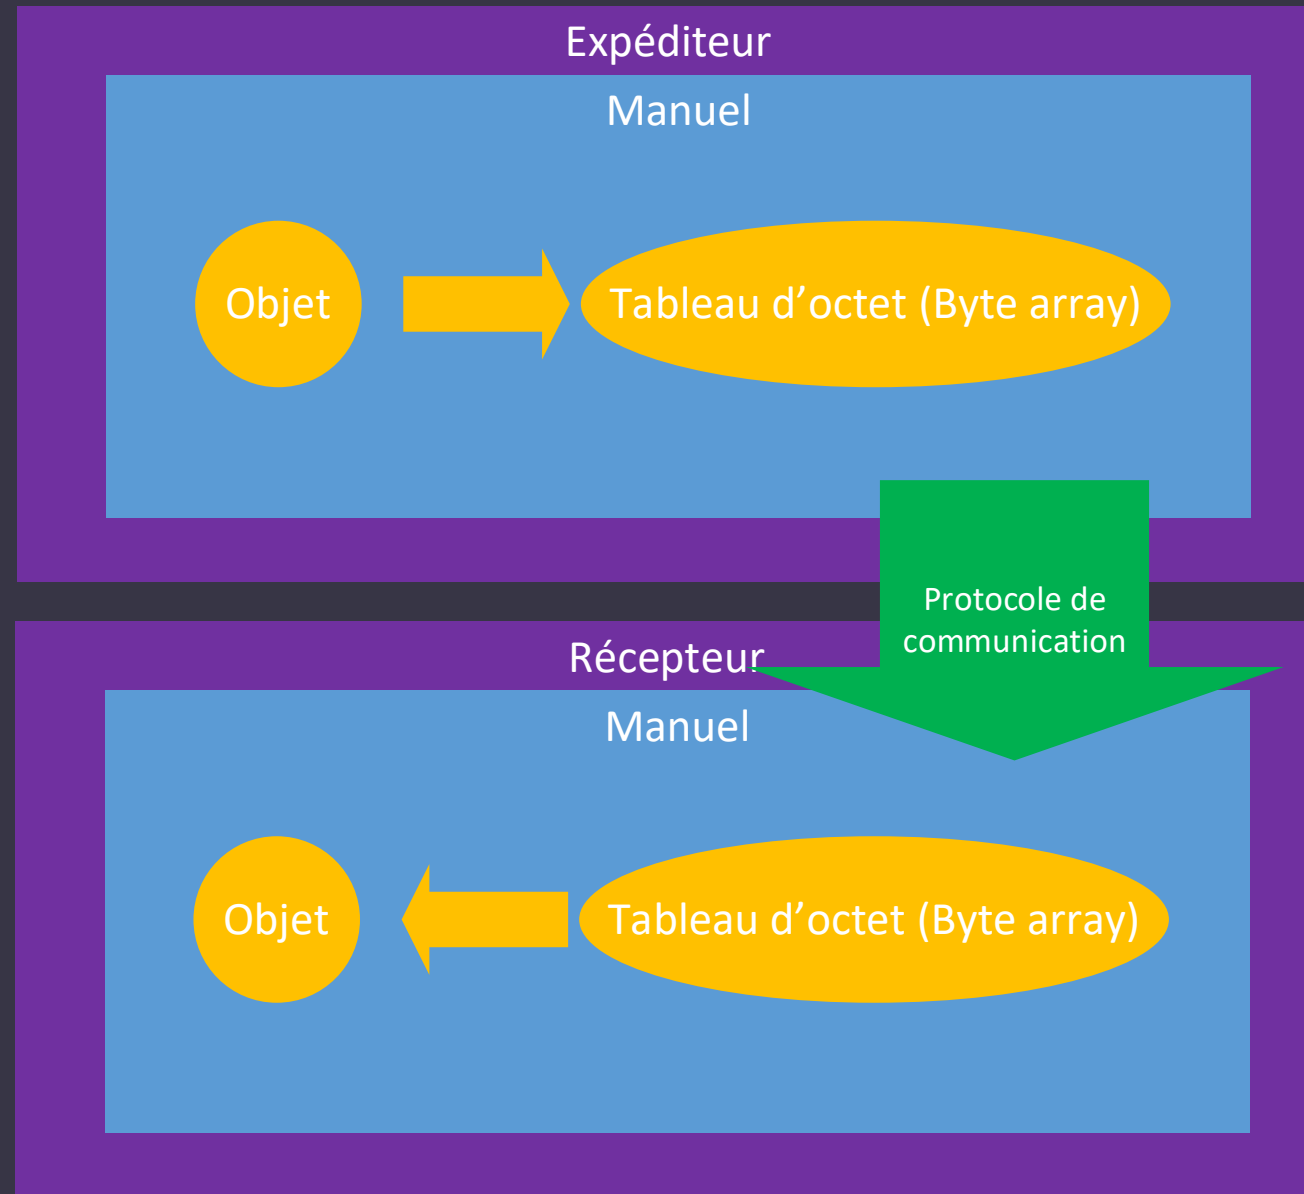 Expéditeur
Manuel
Objet
Tableau d’octet (Byte array)
Protocole de
communication
Récepteur
Manuel
Objet
Tableau d’octet (Byte array)